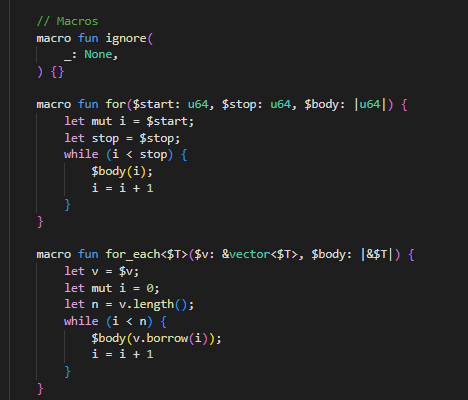 // Macros
macro fun ignore(
    _: None,
) {}

macro fun for($start: u64, $stop: u64, $body: |u64|) {
    let mut i = $start;
    let stop = $stop;
    while (i < stop) {
        $body(i);
        i = i + 1
    }
}

macro fun for_each<$T>($v: &vector<$T>, $body: |&$T|) {
    let v = $v;
    let mut i = 0;
    let n = v.length();
    while (i < n) {
        $body(v.borrow(i));
        i = i + 1
    }
}